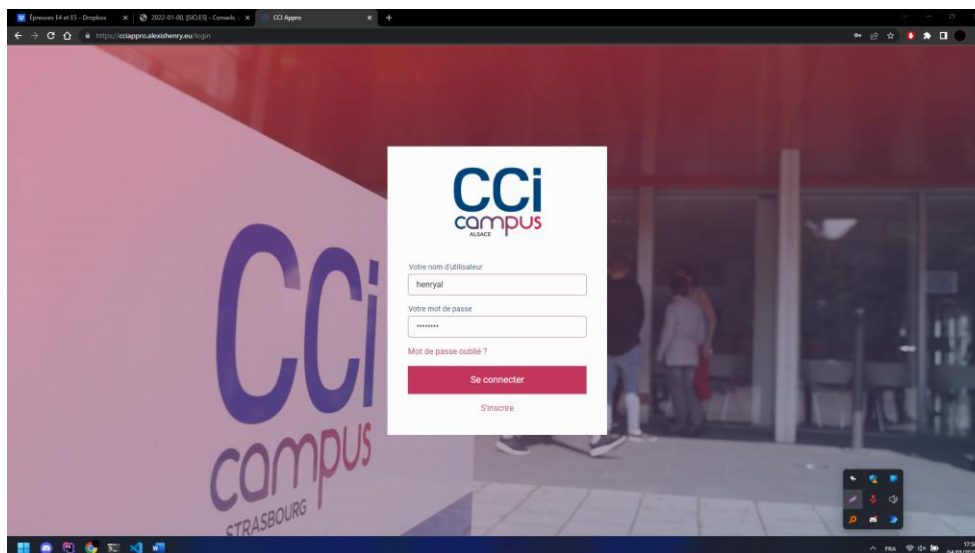 Épreuves E4 et E5 - Dropbox
2022-01-00, [SIO.E5] - Conseils,
CCI Appro
https://cciappro.alexishenry.eu/login
CCi
campus
ALSACE
Votre nom d'utilisateur
henryal
Votre mot de passe
••••••••
Mot de passe oublié ?
Se connecter
S'inscrire
CCi
campus
STRASBOURG
FRA